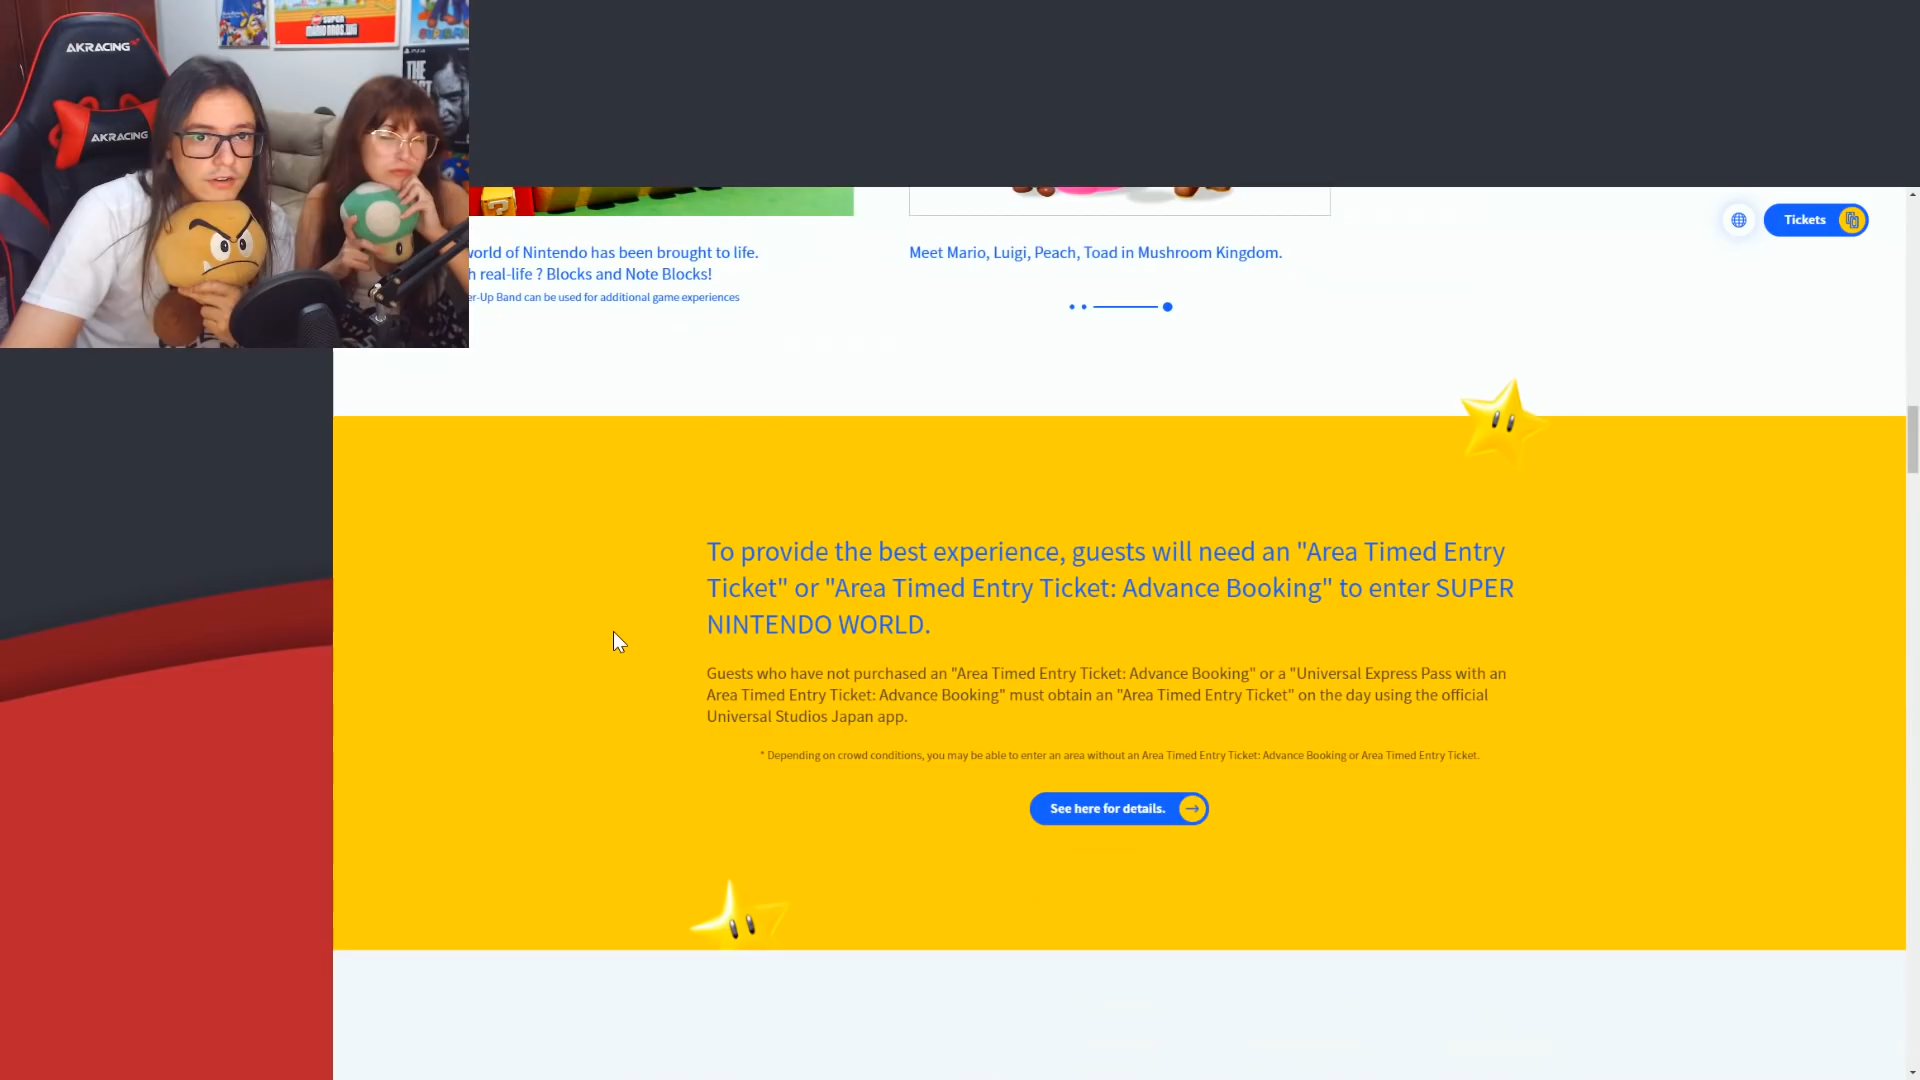 AKRACING
AKRACING
SUPER
MARIO BROS. WII
THE
Tickets
world of Nintendo has been brought to life.
h real-life ? Blocks and Note Blocks!
er-Up Band can be used for additional game experiences
Meet Mario, Luigi, Peach, Toad in Mushroom Kingdom.
To provide the best experience, guests will need an "Area Timed Entry
Ticket" or "Area Timed Entry Ticket: Advance Booking" to enter SUPER
NINTENDO WORLD.
Guests who have not purchased an "Area Timed Entry Ticket: Advance Booking" or a "Universal Express Pass with an
Area Timed Entry Ticket: Advance Booking" must obtain an "Area Timed Entry Ticket" on the day using the official
Universal Studios Japan app.
* Depending on crowd conditions, you may be able to enter an area without an Area Timed Entry Ticket: Advance Booking or Area Timed Entry Ticket.
See here for details.